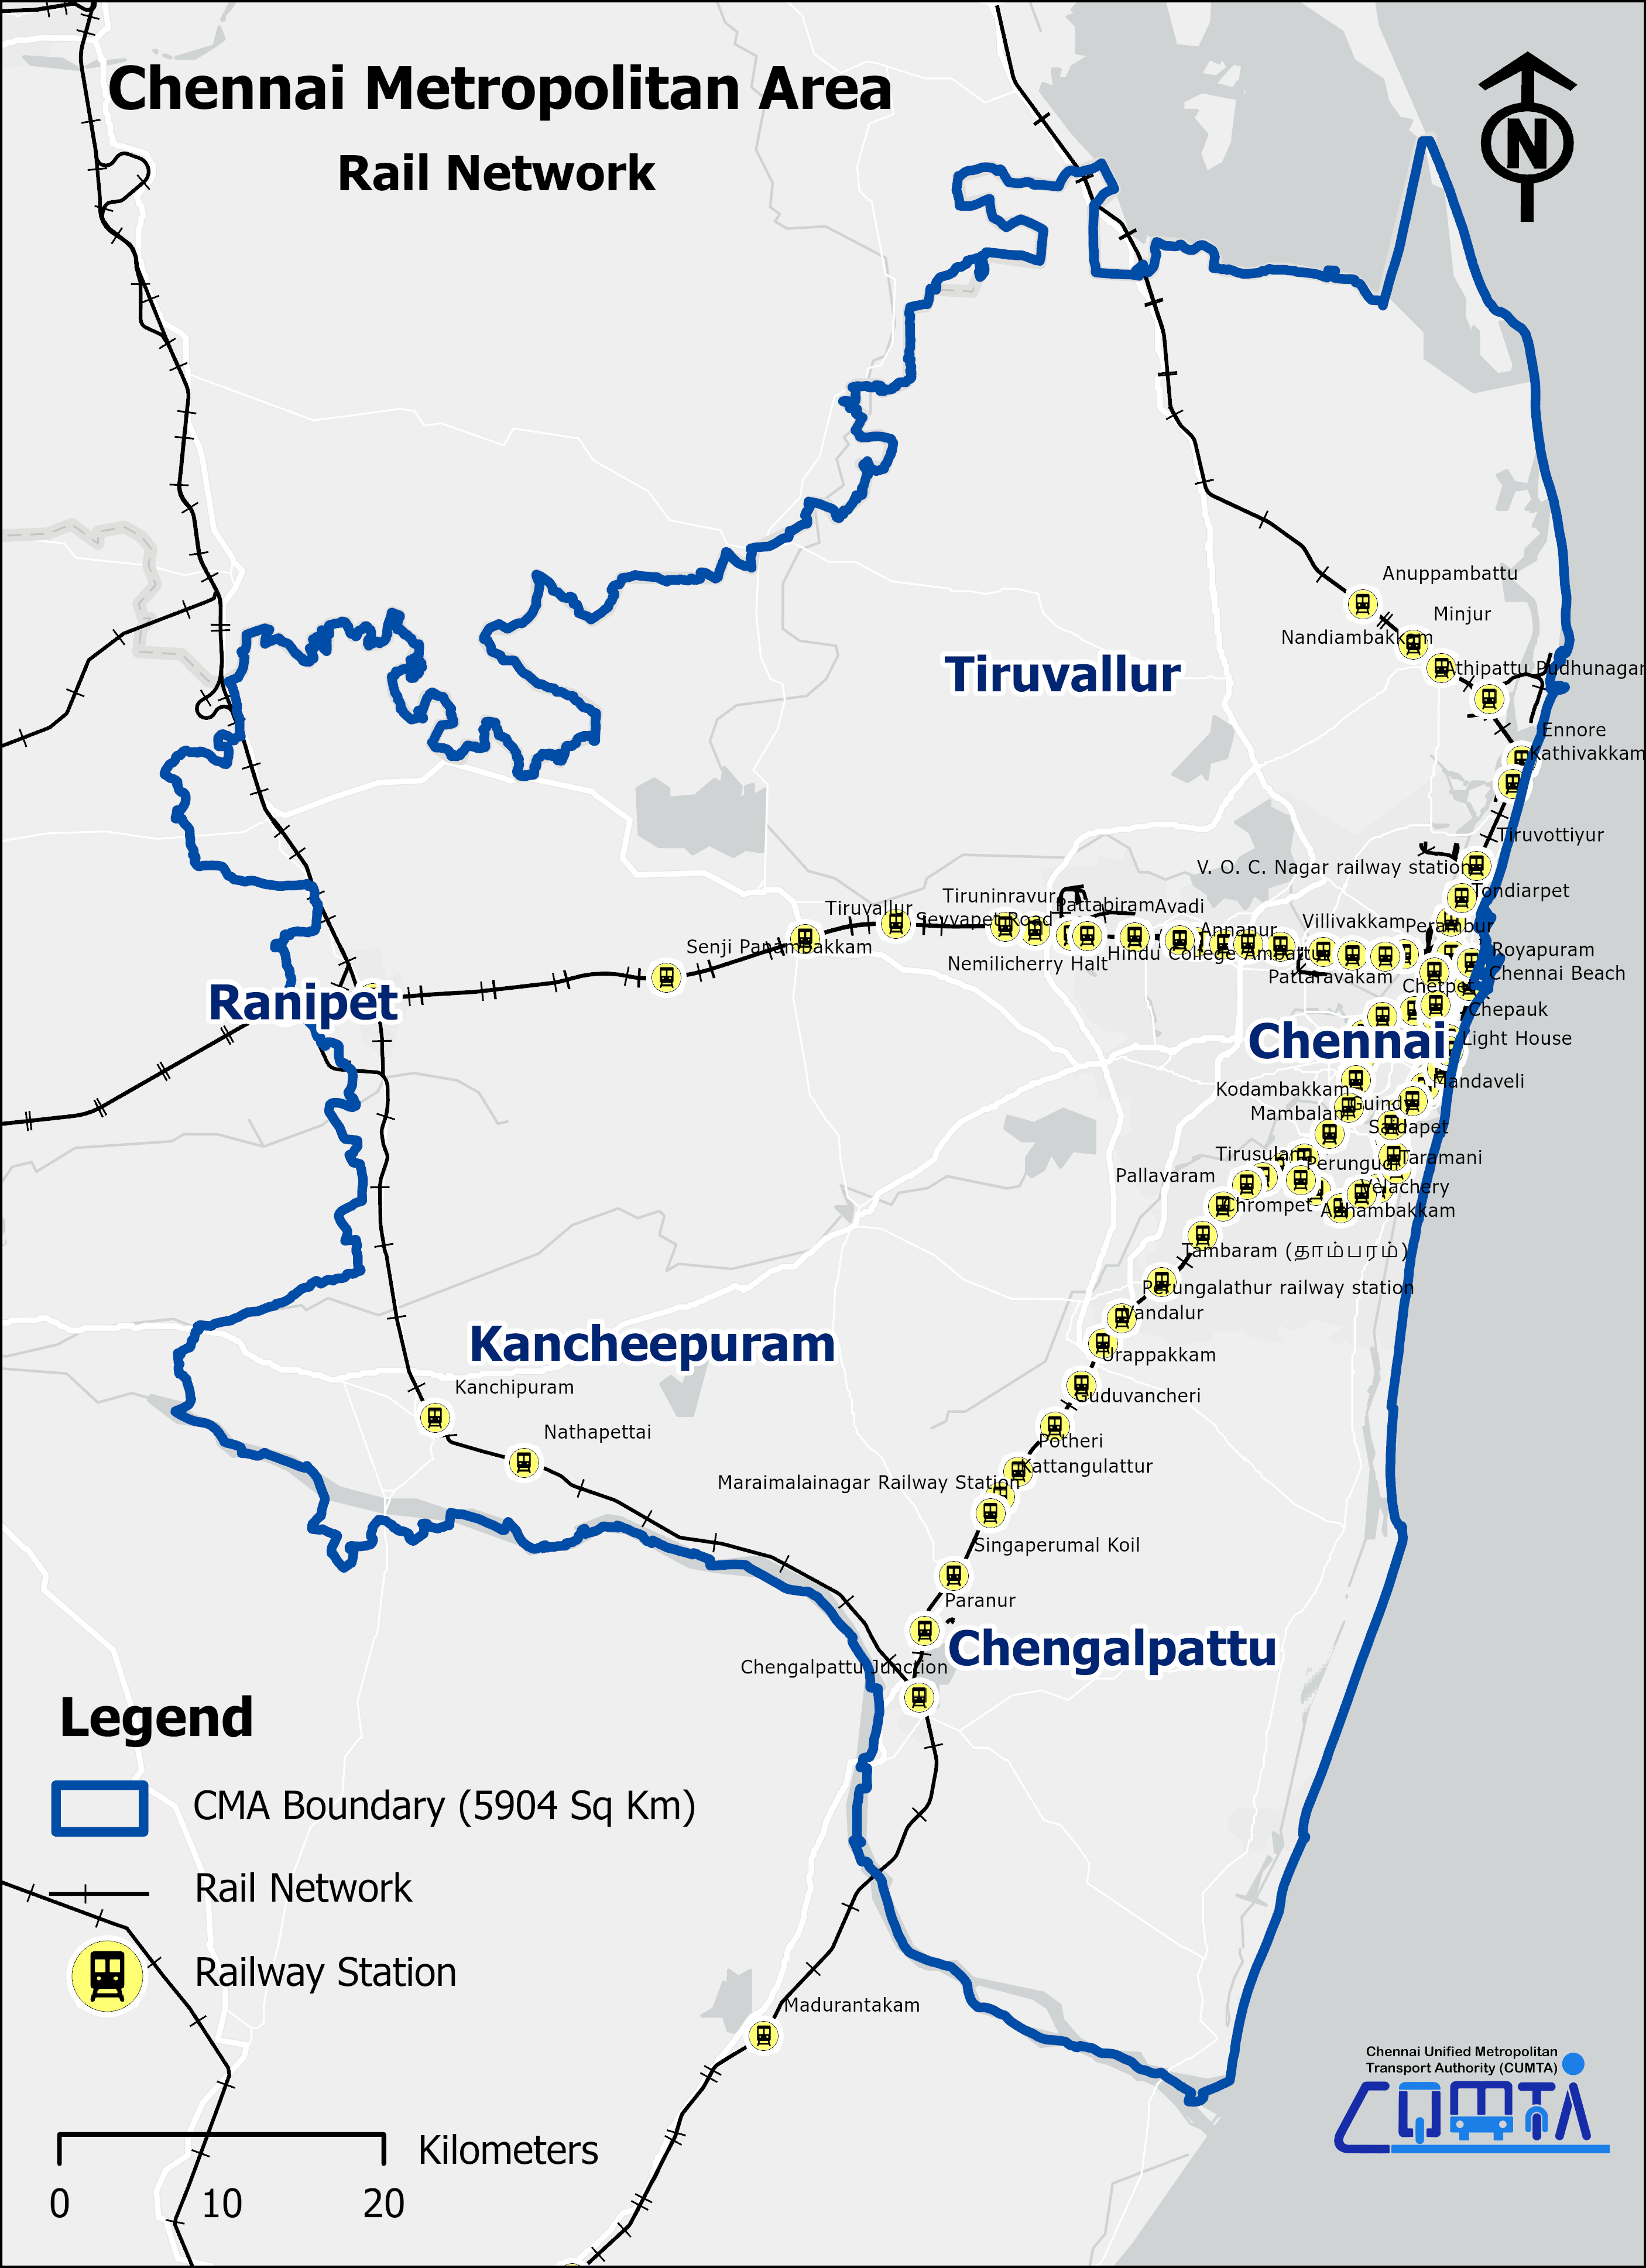 Chennai Metropolitan Area
Rail Network
N
Anuppambattu
Minjur
Nandiambakkam
Athipattu Pudhunagar
Tiruvallur
Ennore
Kathivakkam
Tiruvottiyur
V. O. C. Nagar railway station
Tondiarpet
Tiruninravur
Pattabiram
Avadi
Tiruvallur
Sevvapet Road
Villivakkam
Perambur
Annanur
Senji Panambakkam
Nemilicherry Halt
Hindu College
Ambattur
Royapuram
Pattaravakam
Chennai Beach
Chetpet
Ranipet
Chepauk
Chennai
Light House
Kodambakkam
Mandaveli
Mambalam
Guindy
Saidapet
Tirusulam
Perungudi
Taramani
Pallavaram
Velachery
Chrompet
Adhambakkam
Tambaram (தாம்பரம்)
Perungalathur railway station
Vandalur
Kancheepuram
Urappakkam
Kanchipuram
Guduvancheri
Nathapettai
Potheri
Kattangulattur
Maraimalainagar Railway Station
Singaperumal Koil
Paranur
Chengalpattu
Chengalpattu Junction
Legend
CMA Boundary (5904 Sq Km)
Rail Network
Railway Station
Madurantakam
Chennai Unified Metropolitan
Transport Authority (CUMTA)
CUMTA
Kilometers
0 10 20